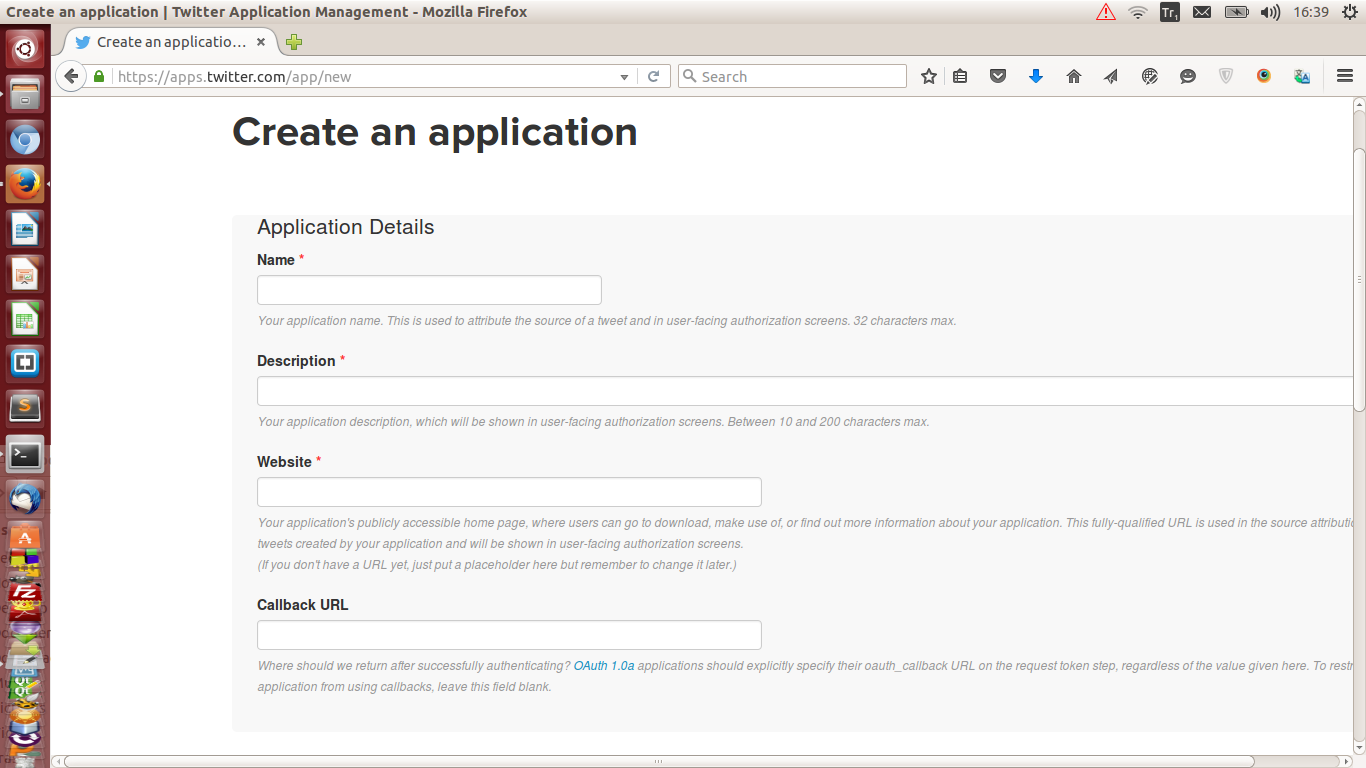 Create an application | Twitter Application Management - Mozilla Firefox
Tr1
16:39
Create an applicatio...
https://apps.twitter.com/app/new
Search
Create an application
Application Details
Name *
Your application name. This is used to attribute the source of a tweet and in user-facing authorization screens. 32 characters max.
Description *
Your application description, which will be shown in user-facing authorization screens. Between 10 and 200 characters max.
Website *
Your application's publicly accessible home page, where users can go to download, make use of, or find out more information about your application. This fully-qualified URL is used in the source attributi
tweets created by your application and will be shown in user-facing authorization screens.
(If you don't have a URL yet, just put a placeholder here but remember to change it later.)
Callback URL
Where should we return after successfully authenticating? OAuth 1.0a applications should explicitly specify their oauth_callback URL on the request token step, regardless of the value given here. To restr
application from using callbacks, leave this field blank.